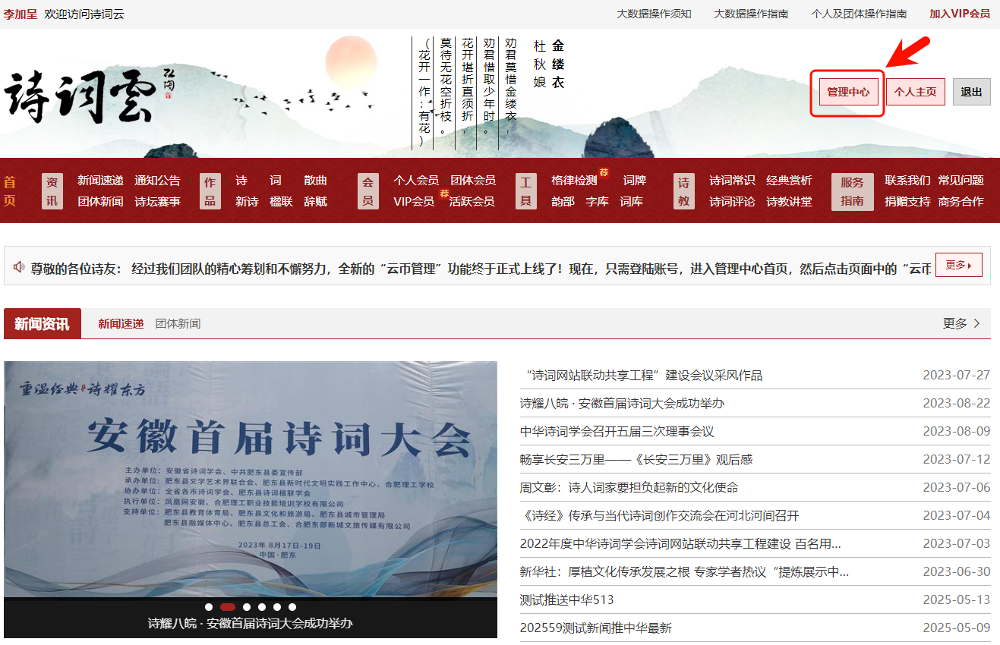 李加呈 欢迎访问诗词云
大数据操作须知 大数据操作指南 个人及团体操作指南 加入VIP会员
诗词雲
金缕衣
杜秋娘
劝君莫惜金缕衣，
劝君惜取少年时。
花开堪折直须折，
莫待无花空折枝。
（花开一作：有花）
管理中心 个人主页 退出
首页
资讯
新闻速递 通知公告
团体新闻 诗坛赛事
作品
诗 词 散曲
新诗 楹联 辞赋
会员
个人会员 团体会员
VIP会员 荐 活跃会员
工具
格律检测 荐 词牌
韵部 字库 词库
诗教
诗词常识 经典赏析
诗词评论 诗教讲堂
服务指南
联系我们 常见问题
捐赠支持 商务合作
尊敬的各位诗友： 经过我们团队的精心筹划和不懈努力，全新的“云币管理”功能终于正式上线了！现在，只需登陆账号，进入管理中心首页，然后点击页面中的“云币
更多
新闻资讯 新闻速递 团体新闻 更多
重温经典 诗耀东方
安徽首届诗词大会
主办单位：安徽省诗词学会、中共肥东县委宣传部
承办单位：肥东县文学艺术界联合会、肥东县新时代文明实践工作中心、合肥理工学校
协办单位：全省各市诗词学会、肥东县诗词楹联学会
执行单位：凤凰网安徽、合肥理工职业技能培训学校有限公司
支持单位：肥东县教育体育局、肥东县文化和旅游局、肥东县城市管理局
肥东县融媒体中心、肥东县总工会、合肥东部新城文旅传媒有限公司
2023年 8月17日-19日
中国·肥东
诗耀八皖 · 安徽首届诗词大会成功举办
“诗词网站联动共享工程”建设会议采风作品 2023-07-27
诗耀八皖 · 安徽首届诗词大会成功举办 2023-08-22
中华诗词学会召开五届三次理事会议 2023-08-09
畅享长安三万里——《长安三万里》观后感 2023-07-12
周文彰：诗人词家要担负起新的文化使命 2023-07-06
《诗经》传承与当代诗词创作交流会在河北河间召开 2023-07-04
2022年度中华诗词学会诗词网站联动共享工程建设 百名用... 2023-07-03
新华社：厚植文化传承发展之根 专家学者热议“提炼展示中... 2023-06-30
测试推送中华513 2025-05-13
202559测试新闻推中华最新 2025-05-09